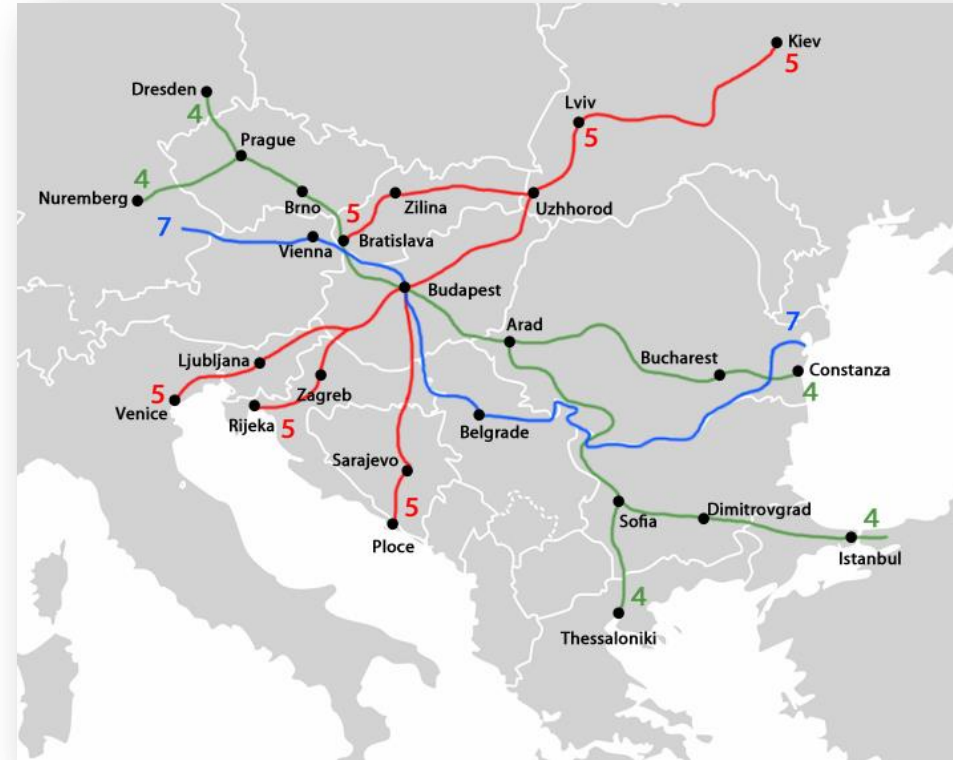 Kiev
5
Dresden
4
Lviv
5
Prague
4
Nuremberg
Brno
5
Zilina
Uzhhorod
7
Vienna
Bratislava
Budapest
7
Arad
Bucharest
Ljubljana
Constanza
4
5
Venice
Zagreb
Rijeka
5
Belgrade
Sarajevo
5
Ploce
Sofia
Dimitrovgrad
4
Istanbul
4
Thessaloniki